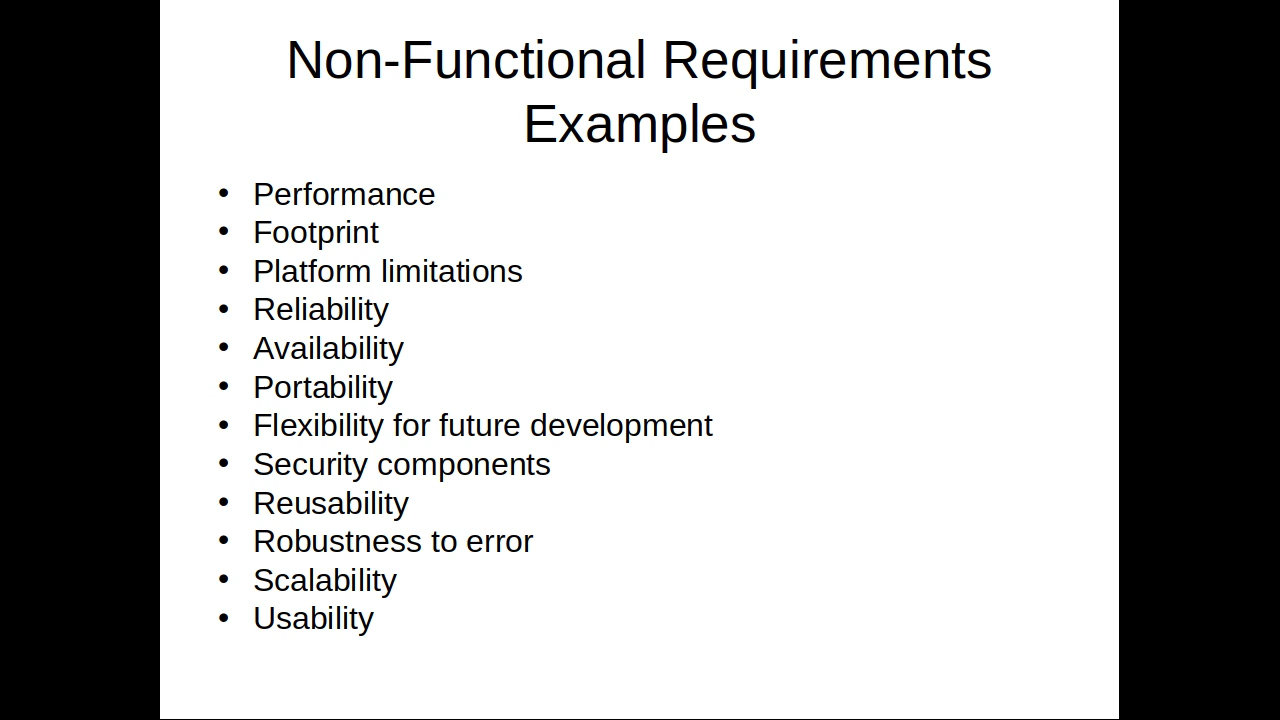 Non-Functional Requirements
Examples
• Performance
• Footprint
• Platform limitations
• Reliability
• Availability
• Portability
• Flexibility for future development
• Security components
• Reusability
• Robustness to error
• Scalability
• Usability